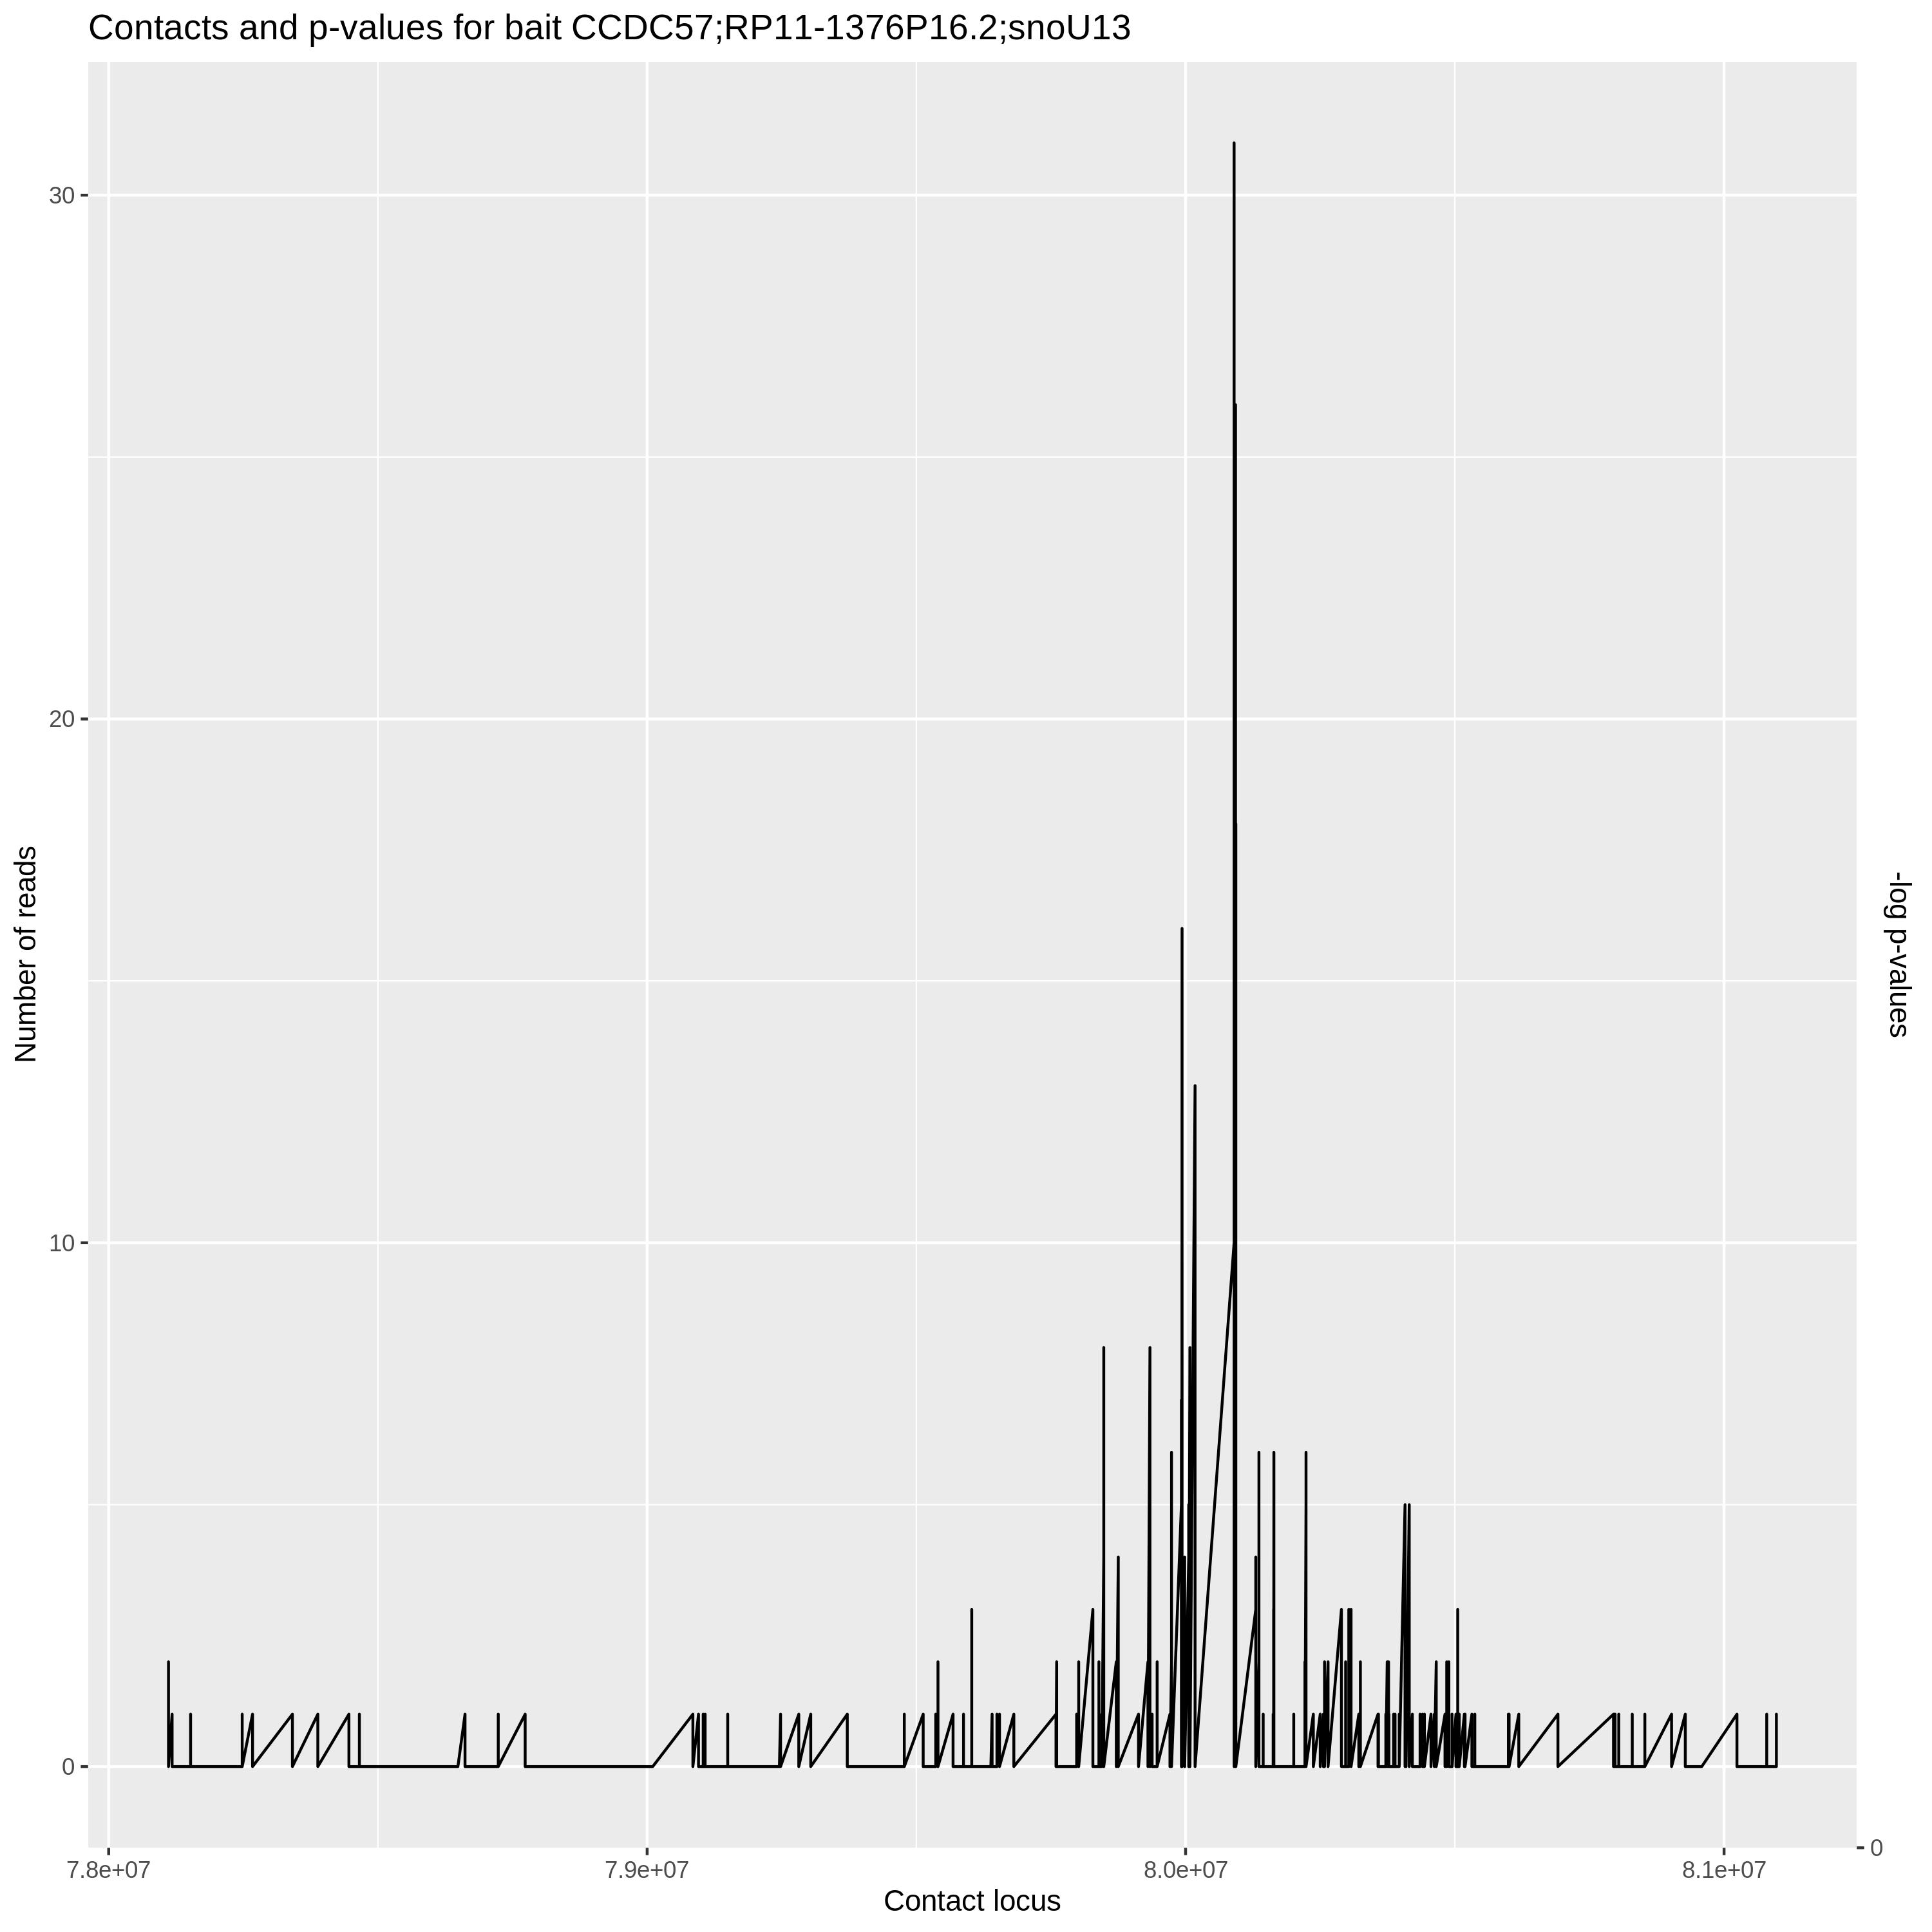 Contacts and p-values for bait CCDC57;RP11-1376P16.2;snoU13
30
20
10
0
Number of reads
-log p-values
0
7.8e+07
7.9e+07
8.0e+07
8.1e+07
Contact locus